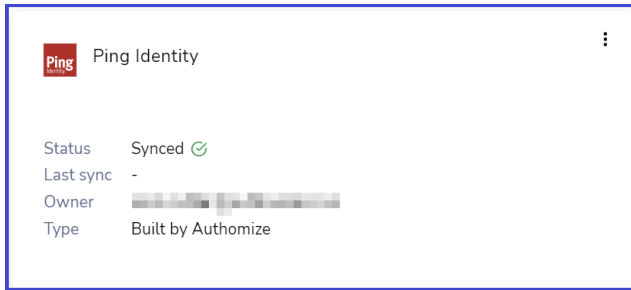 Ping
Identity
Ping Identity
Status Synced
Last sync -
Owner
Type Built by Authomize